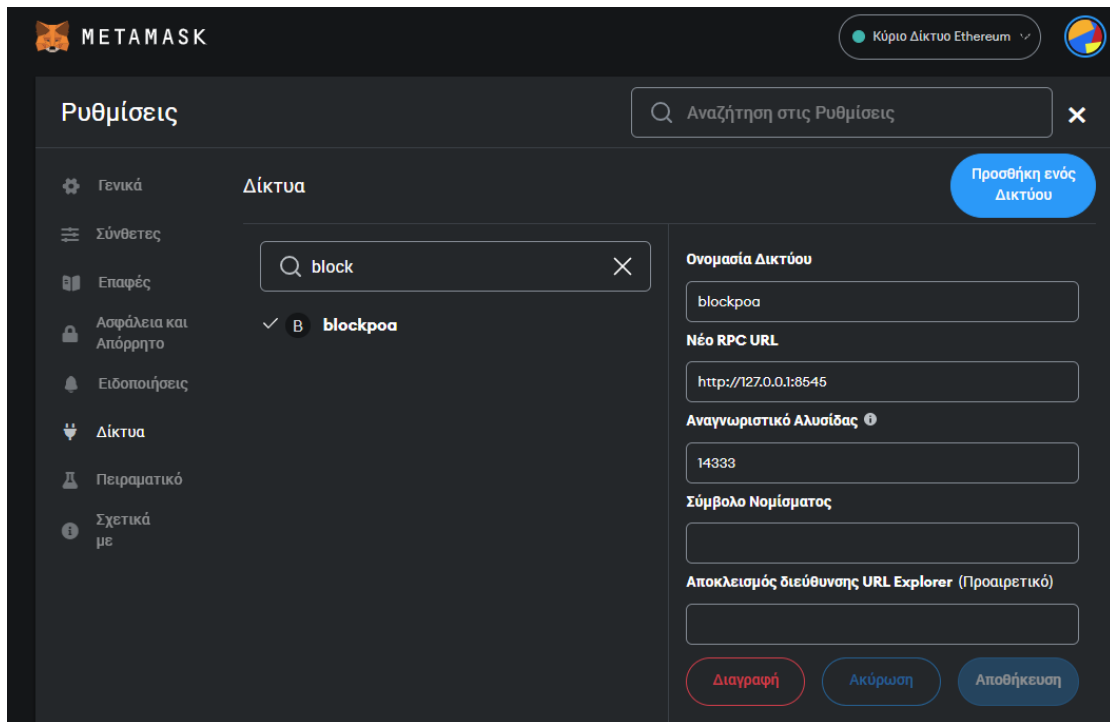 METAMASK
Κύριο Δίκτυο Ethereum
Ρυθμίσεις
Αναζήτηση στις Ρυθμίσεις
Γενικά
Σύνθετες
Επαφές
Ασφάλεια και
Απόρρητο
Ειδοποιήσεις
Δίκτυα
Πειραματικό
Σχετικά
με
Δίκτυα
Προσθήκη ενός
Δικτύου
block
B blockpoa
Ονομασία Δικτύου
blockpoa
Νέο RPC URL
http://127.0.0.1:8545
Αναγνωριστικό Αλυσίδας
14333
Σύμβολο Νομίσματος
Αποκλεισμός διεύθυνσης URL Explorer (Προαιρετικό)
Διαγραφή
Ακύρωση
Αποθήκευση